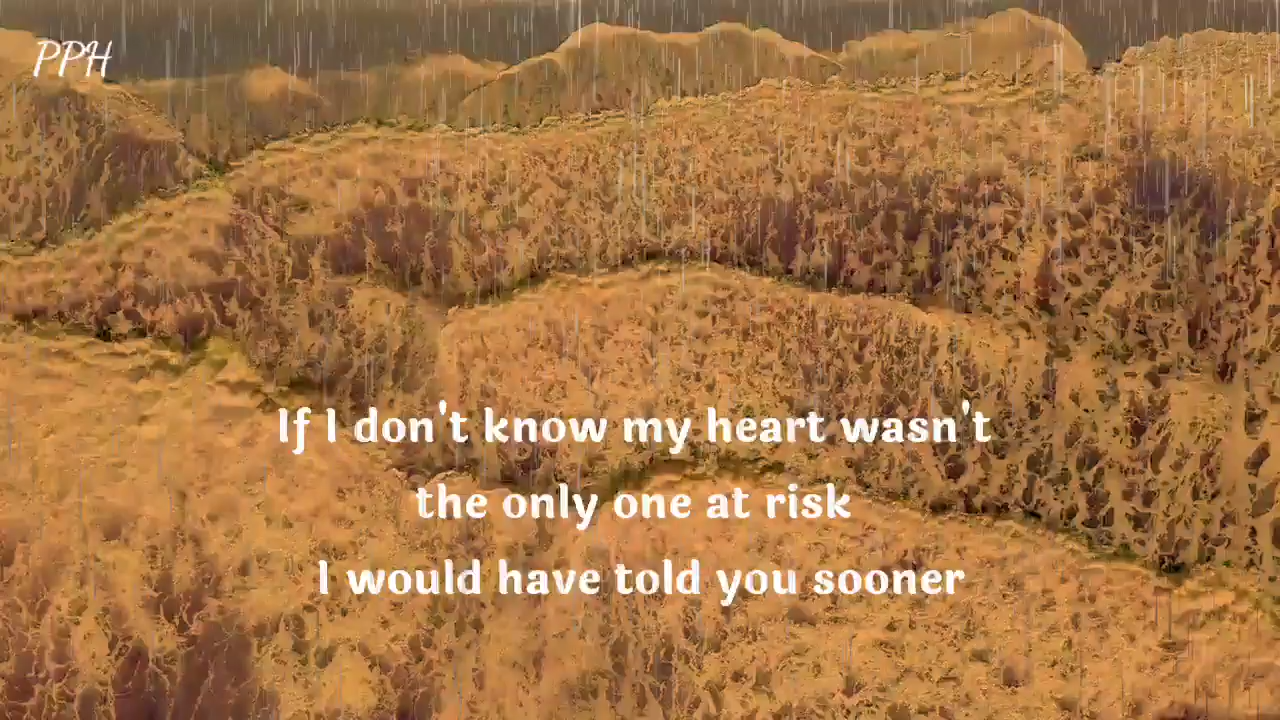 PPH
If I don't know my heart wasn't
the only one at risk
I would have told you sooner